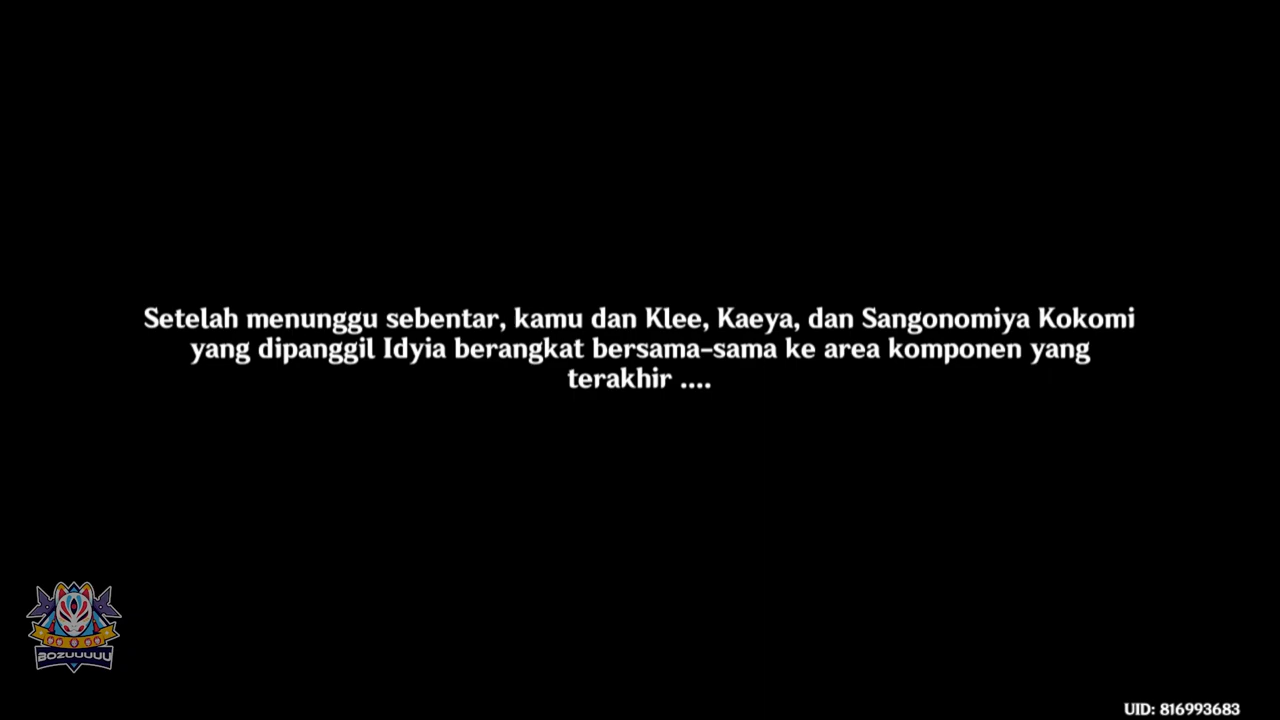 Setelah menunggu sebentar, kamu dan Klee, Kaeya, dan Sangonomiya Kokomi
yang dipanggil Idyia berangkat bersama-sama ke area komponen yang
terakhir ....
BOZUUUUU
UID: 816993683